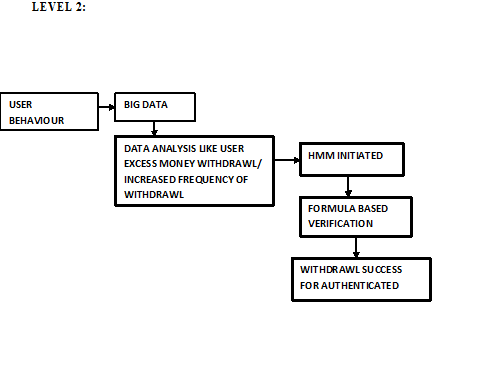 LEVEL 2:
USER
BEHAVIOUR
BIG DATA
DATA ANALYSIS LIKE USER
EXCESS MONEY WITHDRAWL/
INCREASED FREQUENCY OF
WITHDRAWL
HMM INITIATED
FORMULA BASED
VERIFICATION
WITHDRAWL SUCCESS
FOR AUTHENTICATED